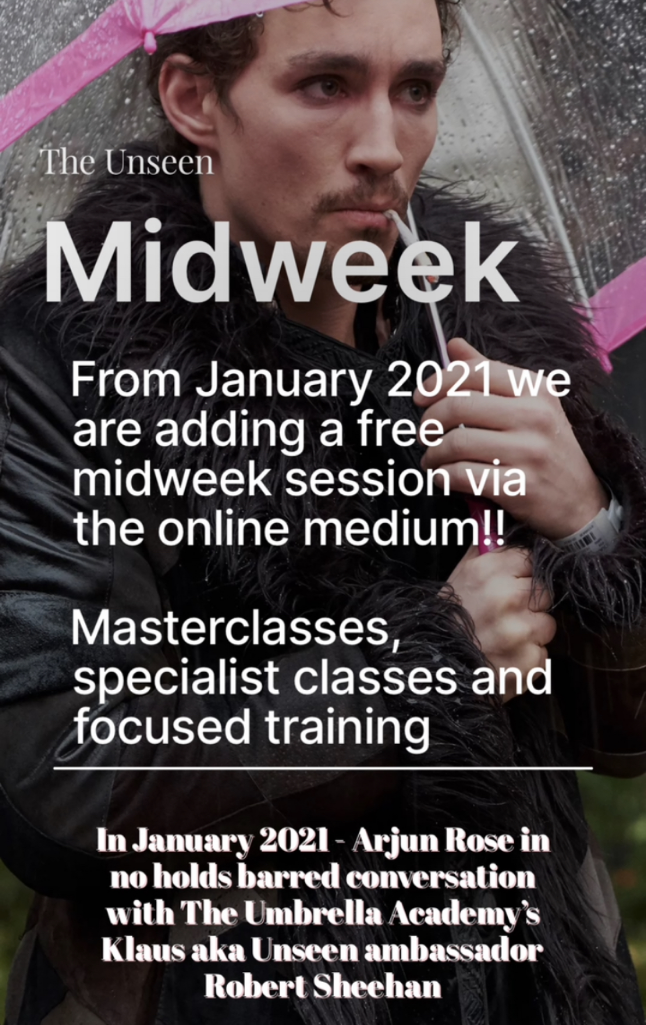 The Unseen
Midweek
From January 2021 we
are adding a free
midweek session via
the online medium!!
Masterclasses,
specialist classes and
focused training
In January 2021 - Arjun Rose in
no holds barred conversation
with The Umbrella Academy's
Klaus aka Unseen ambassador
Robert Sheehan